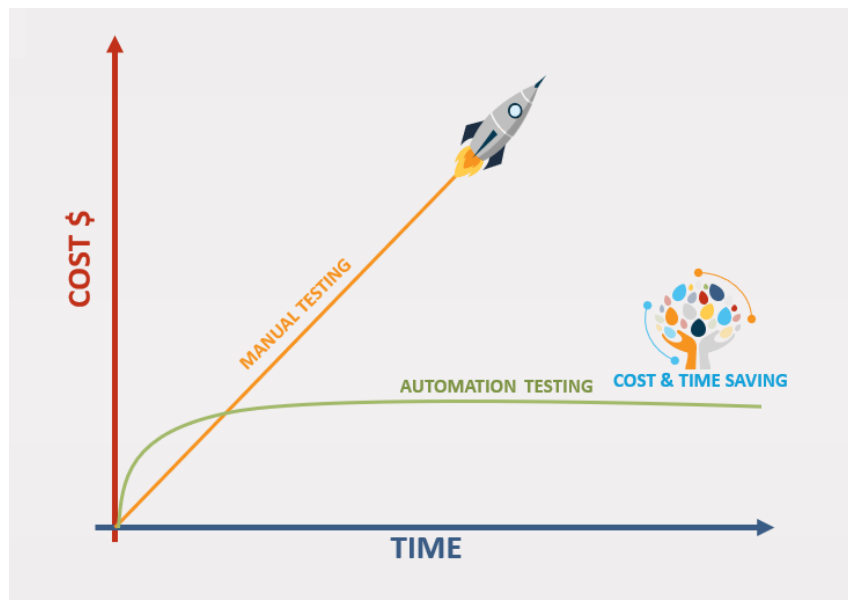 COST $
MANUAL TESTING
AUTOMATION TESTING
COST & TIME SAVING
TIME